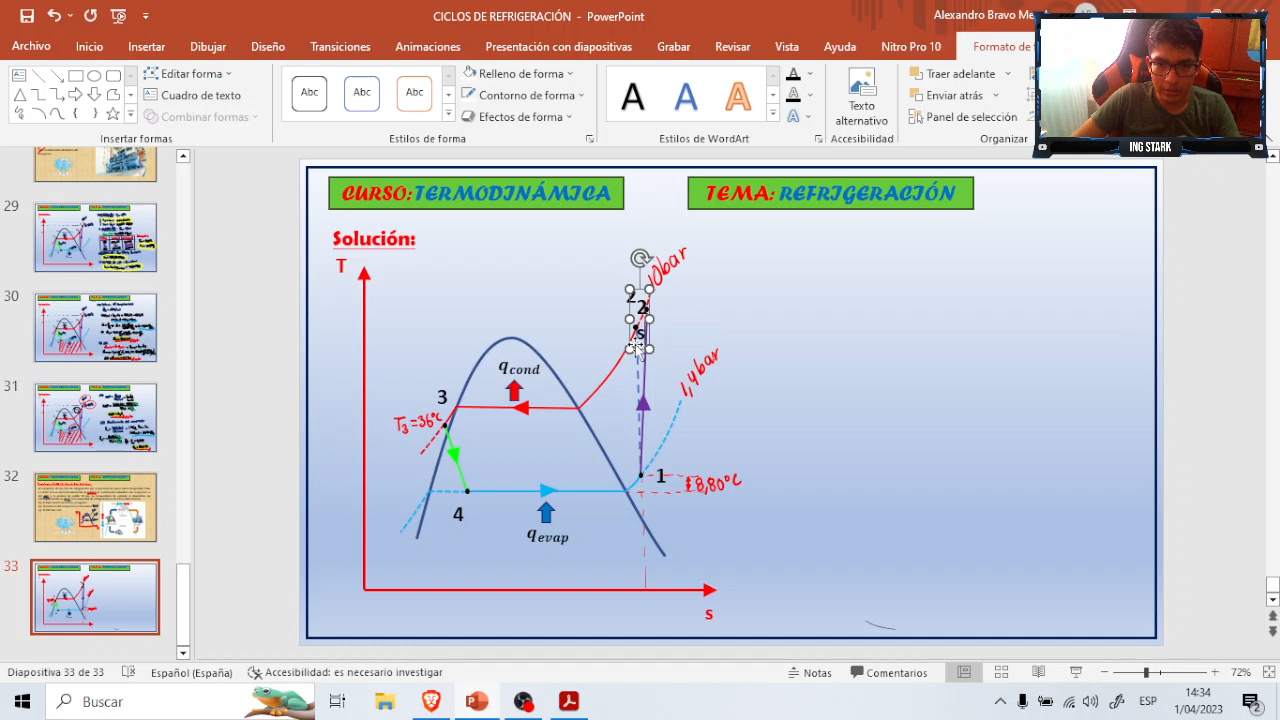 CICLOS DE REFRIGERACIÓN - PowerPoint
Alexandro Bravo Me
Archivo
Inicio
Insertar
Dibujar
Diseño
Transiciones
Animaciones
Presentación con diapositivas
Grabar
Revisar
Vista
Ayuda
Nitro Pro 10
Formato de
Editar forma
Cuadro de texto
Combinar formas
Insertar formas
Abc
Abc
Abc
Relleno de forma
Contorno de forma
Efectos de forma
Estilos de forma
A
A
A
A
A
A
Estilos de WordArt
Texto
alternativo
Accesibilidad
Traer adelante
Enviar atrás
Panel de selección
Organizar
ING STARK
29
30
31
32
33
CURSO: TERMODINÁMICA
TEMA: REFRIGERACIÓN
Solución:
T
10bar
2
2
s
1,4bar
q cond
3
T3=36°C
1
8,80°C
4
q evap
s
Diapositiva 33 de 33
Español (España)
Accesibilidad: es necesario investigar
Notas
Comentarios
72%
Buscar
ESP
14:34
1/04/2023
2